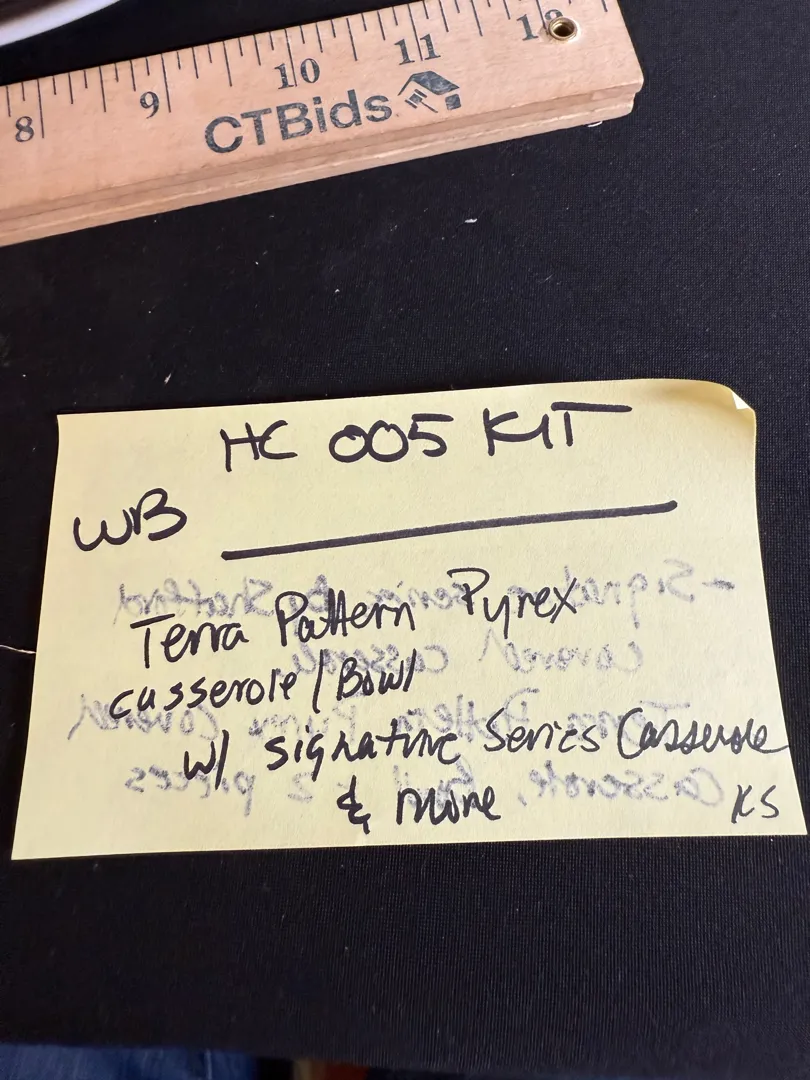 8 9 10 11 12
CTBids
HC 005 KIT
WB
Terra Pattern Pyrex
casserole / Bowl
w/ signature Series Casserole
& more
KS